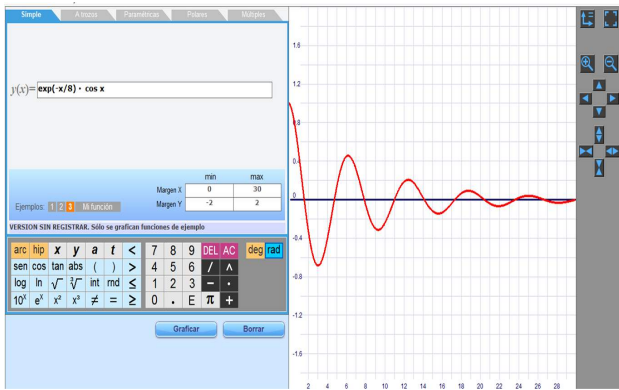 Simple A trozos Paramétricas Polares Múltiples
y(x)= exp(-x/8)· cos x
min max
Margen X 0 30
Margen Y -2 2
Ejemplos: 1 2 3 Mi función
VERSION SIN REGISTRAR. Sólo se grafican funciones de ejemplo
arc hip x y a t < 7 8 9 DEL AC deg rad
sen cos tan abs ( ) > 4 5 6 / ^
log ln √ ∛ int rnd ≤ 1 2 3 − ·
10ˣ eˣ x² x³ ≠ = ≥ 0 . E π +
Graficar Borrar
1.6
1.2
0.8
0.4
0
-0.4
-0.8
-1.2
-1.6
2 4 6 8 10 12 14 16 18 20 22 24 26 28